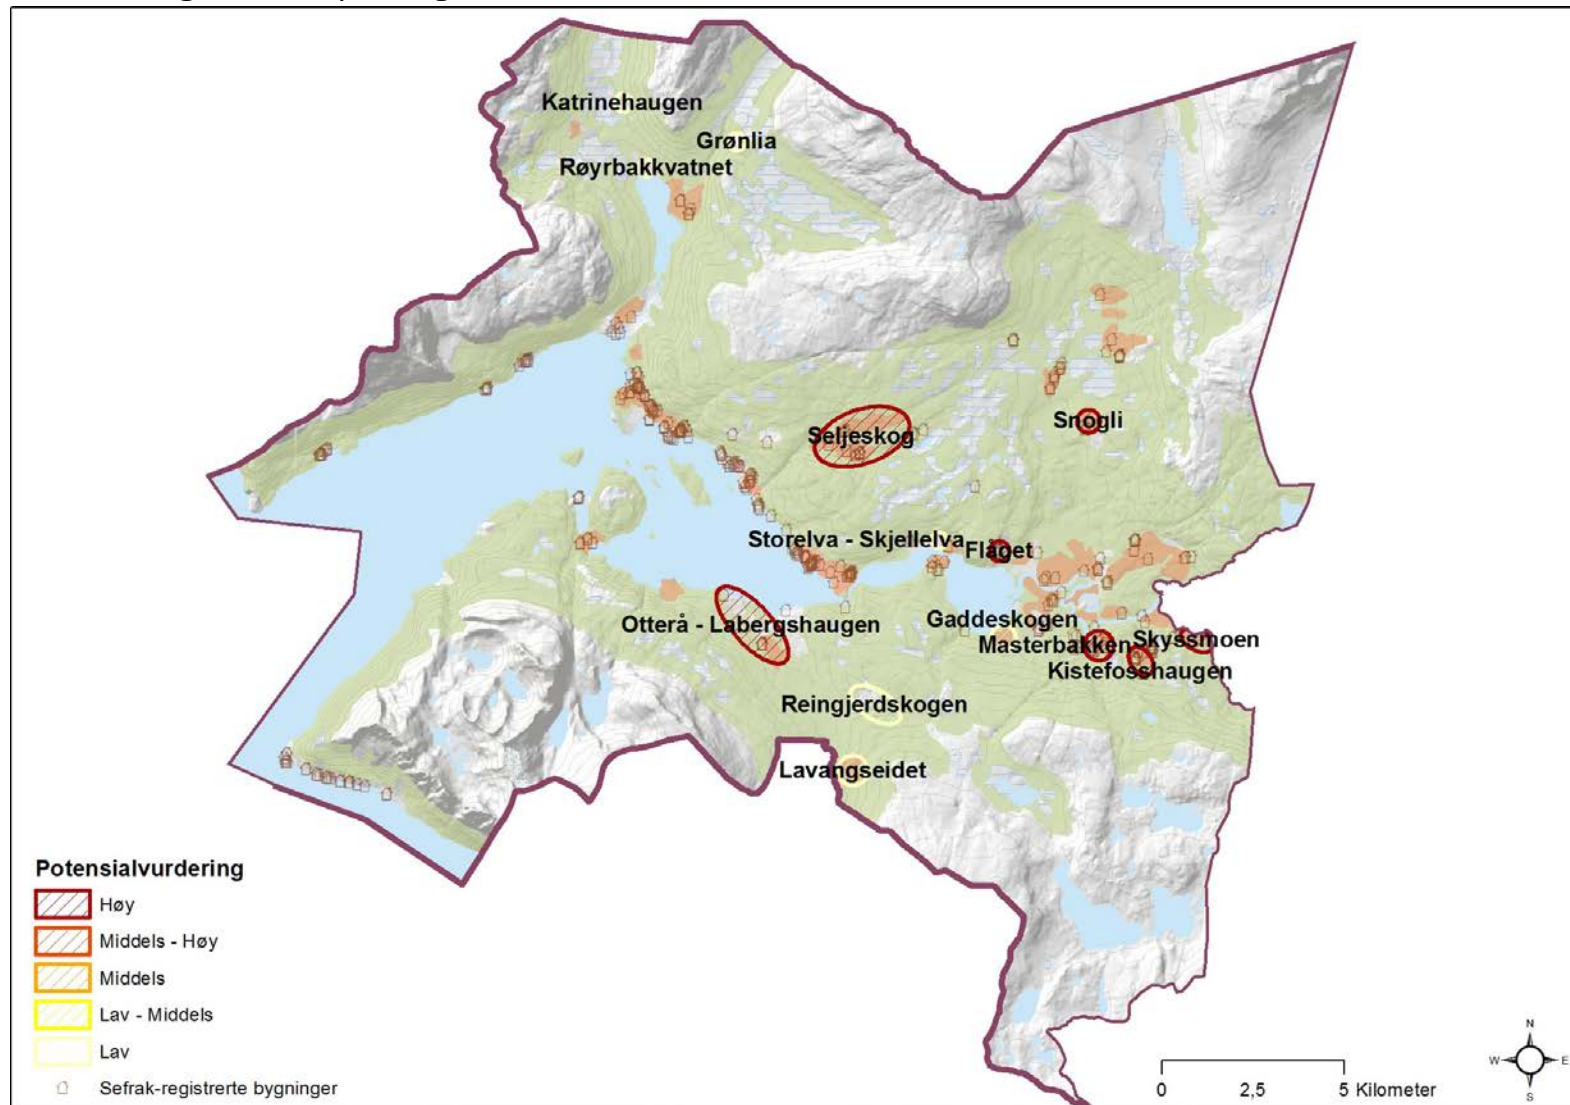 Katrinehaugen
Grønlia
Røyrbakkvatnet
Snogli
Seljeskog
Storelva - Skjellelva
Flåget
Otterå - Labergshaugen
Gaddeskogen
Masterbakken
Skyssmoen
Kistefosshaugen
Reingjerdskogen
Lavangseidet
Potensialvurdering
Høy
Middels - Høy
Middels
Lav - Middels
Lav
Sefrak-registrerte bygninger
0 2,5 5 Kilometer
N
W E
S